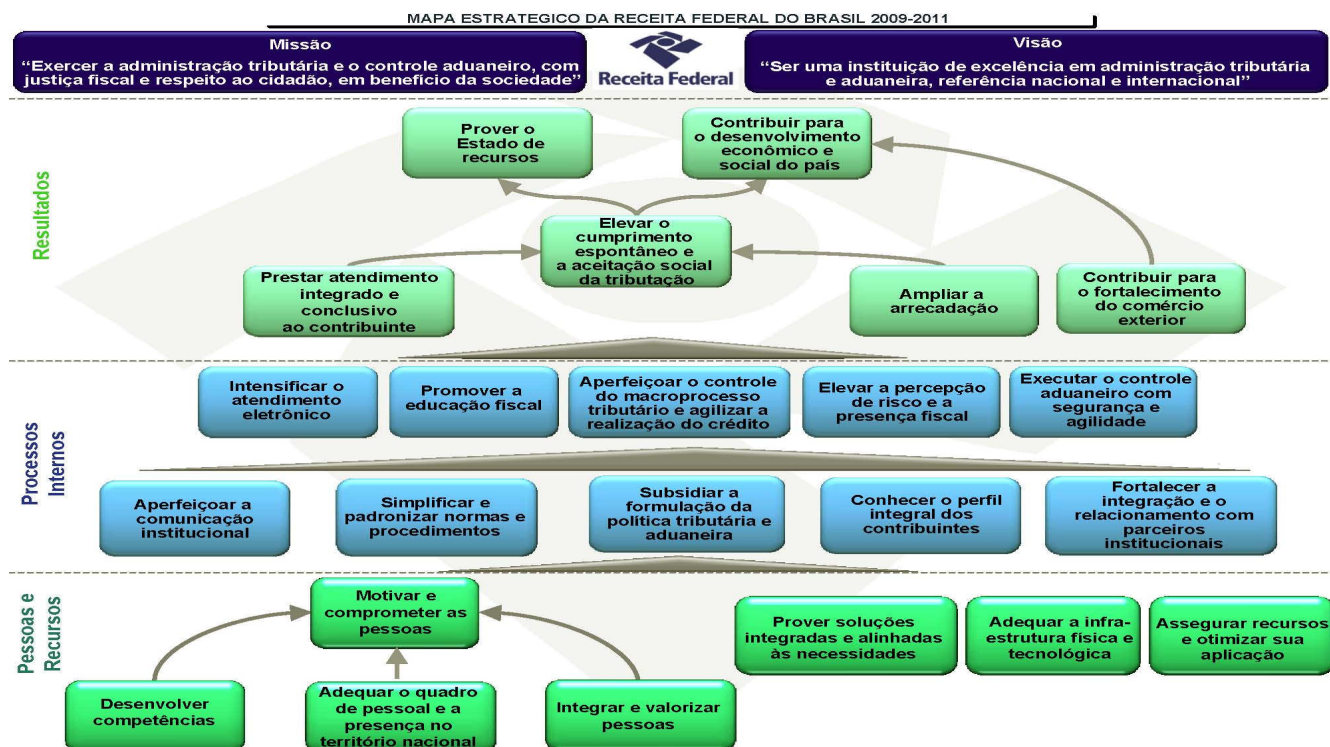 MAPA ESTRATEGICO DA RECEITA FEDERAL DO BRASIL 2009-2011
Missão
“Exercer a administração tributária e o controle aduaneiro, com
justiça fiscal e respeito ao cidadão, em benefício da sociedade”
Receita Federal
Visão
“Ser uma instituição de excelência em administração tributária
e aduaneira, referência nacional e internacional”
Resultados
Prover o
Estado de
recursos
Contribuir para
o desenvolvimento
econômico e
social do país
Elevar o
cumprimento
espontâneo e
a aceitação social
da tributação
Prestar atendimento
integrado e
conclusivo
ao contribuinte
Ampliar a
arrecadação
Contribuir para
o fortalecimento
do comércio
exterior
Processos
Internos
Intensificar o
atendimento
eletrônico
Promover a
educação fiscal
Aperfeiçoar o controle
do macroprocesso
tributário e agilizar a
realização do crédito
Elevar a percepção
de risco e a
presença fiscal
Executar o controle
aduaneiro com
segurança e
agilidade
Aperfeiçoar a
comunicação
institucional
Simplificar e
padronizar normas e
procedimentos
Subsidiar a
formulação da
política tributária e
aduaneira
Conhecer o perfil
integral dos
contribuintes
Fortalecer a
integração e o
relacionamento com
parceiros
institucionais
Pessoas e
Recursos
Motivar e
comprometer as
pessoas
Prover soluções
integradas e alinhadas
às necessidades
Adequar a infra-
estrutura física e
tecnológica
Assegurar recursos
e otimizar sua
aplicação
Desenvolver
competências
Adequar o quadro
de pessoal e a
presença no
território nacional
Integrar e valorizar
pessoas